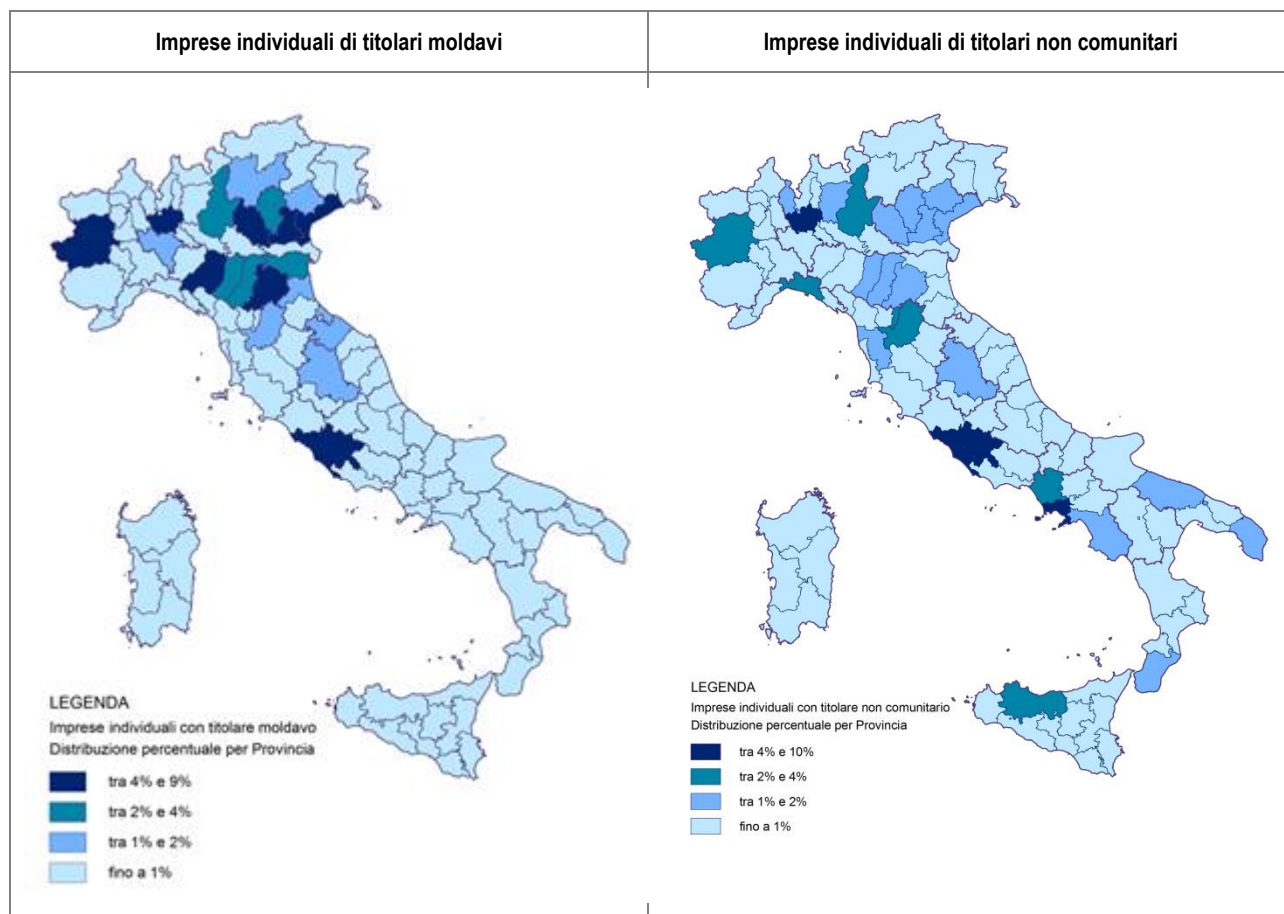 Imprese individuali di titolari moldavi
Imprese individuali di titolari non comunitari
LEGENDA
Imprese individuali con titolare moldavo
Distribuzione percentuale per Provincia
tra 4% e 9%
tra 2% e 4%
tra 1% e 2%
fino a 1%
LEGENDA
Imprese individuali con titolare non comunitario
Distribuzione percentuale per Provincia
tra 4% e 10%
tra 2% e 4%
tra 1% e 2%
fino a 1%